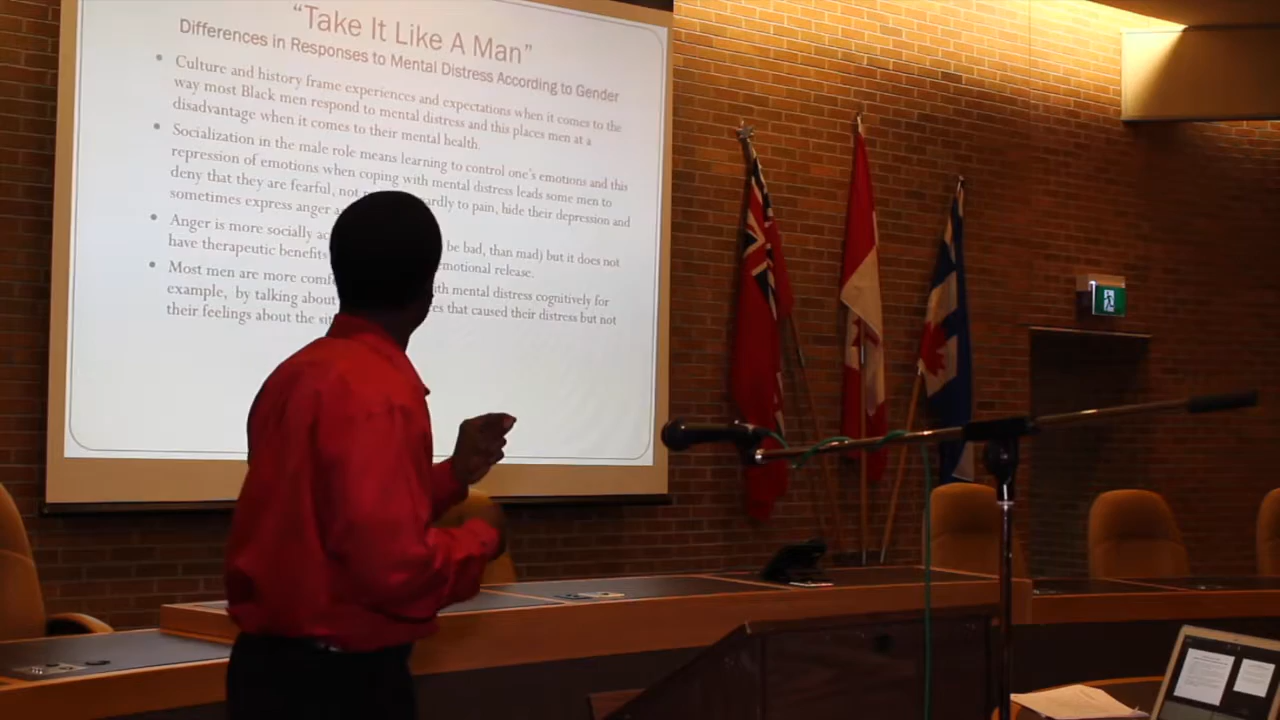 “Take It Like A Man”
Differences in Responses to Mental Distress According to Gender
• Culture and history frame experiences and expectations when it comes to the
way most Black men respond to mental distress and this places men at a
disadvantage when it comes to their mental health.
• Socialization in the male role means learning to control one's emotions and this
repression of emotions when coping with mental distress leads some men to
deny that they are fearful, not to pain, hide their depression and
sometimes express anger
• Anger is more socially be bad, than mad) but it does not
have therapeutic benefits emotional release.
• Most men are more with mental distress cognitively for
example, by talking about that caused their distress but not
their feelings about the